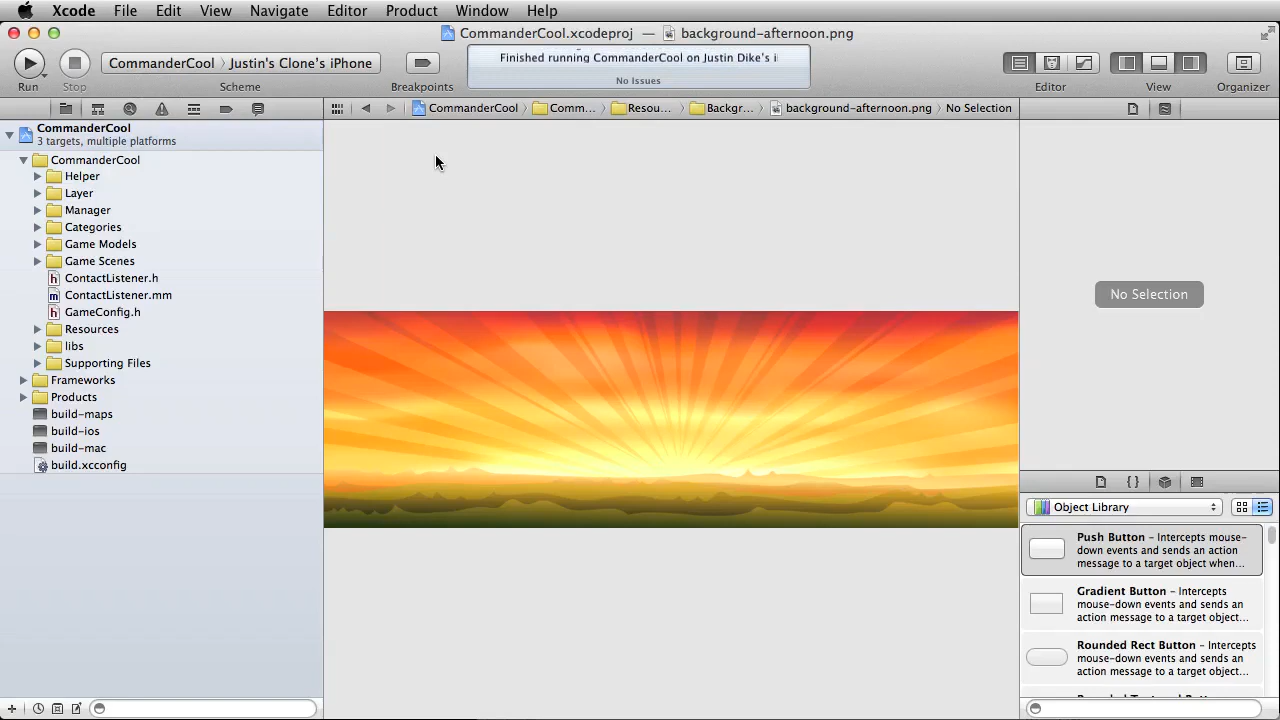 Xcode File Edit View Navigate Editor Product Window Help
CommanderCool.xcodeproj — background-afternoon.png
CommanderCool › Justin's Clone's iPhone
Finished running CommanderCool on Justin Dike's i
No Issues
Run Stop Scheme Breakpoints Editor View Organizer
CommanderCool Comm... Resou... Backgr... background-afternoon.png No Selection
CommanderCool
3 targets, multiple platforms
CommanderCool
Helper
Layer
Manager
Categories
Game Models
Game Scenes
h ContactListener.h
m ContactListener.mm
h GameConfig.h
Resources
libs
Supporting Files
Frameworks
Products
build-maps
build-ios
build-mac
build.xcconfig
No Selection
{ }
Object Library
Push Button – Intercepts mouse-
down events and sends an action
message to a target object when...
Gradient Button – Intercepts
mouse-down events and sends an
action message to a target object...
Rounded Rect Button – Intercepts
mouse-down events and sends an
action message to a target object...